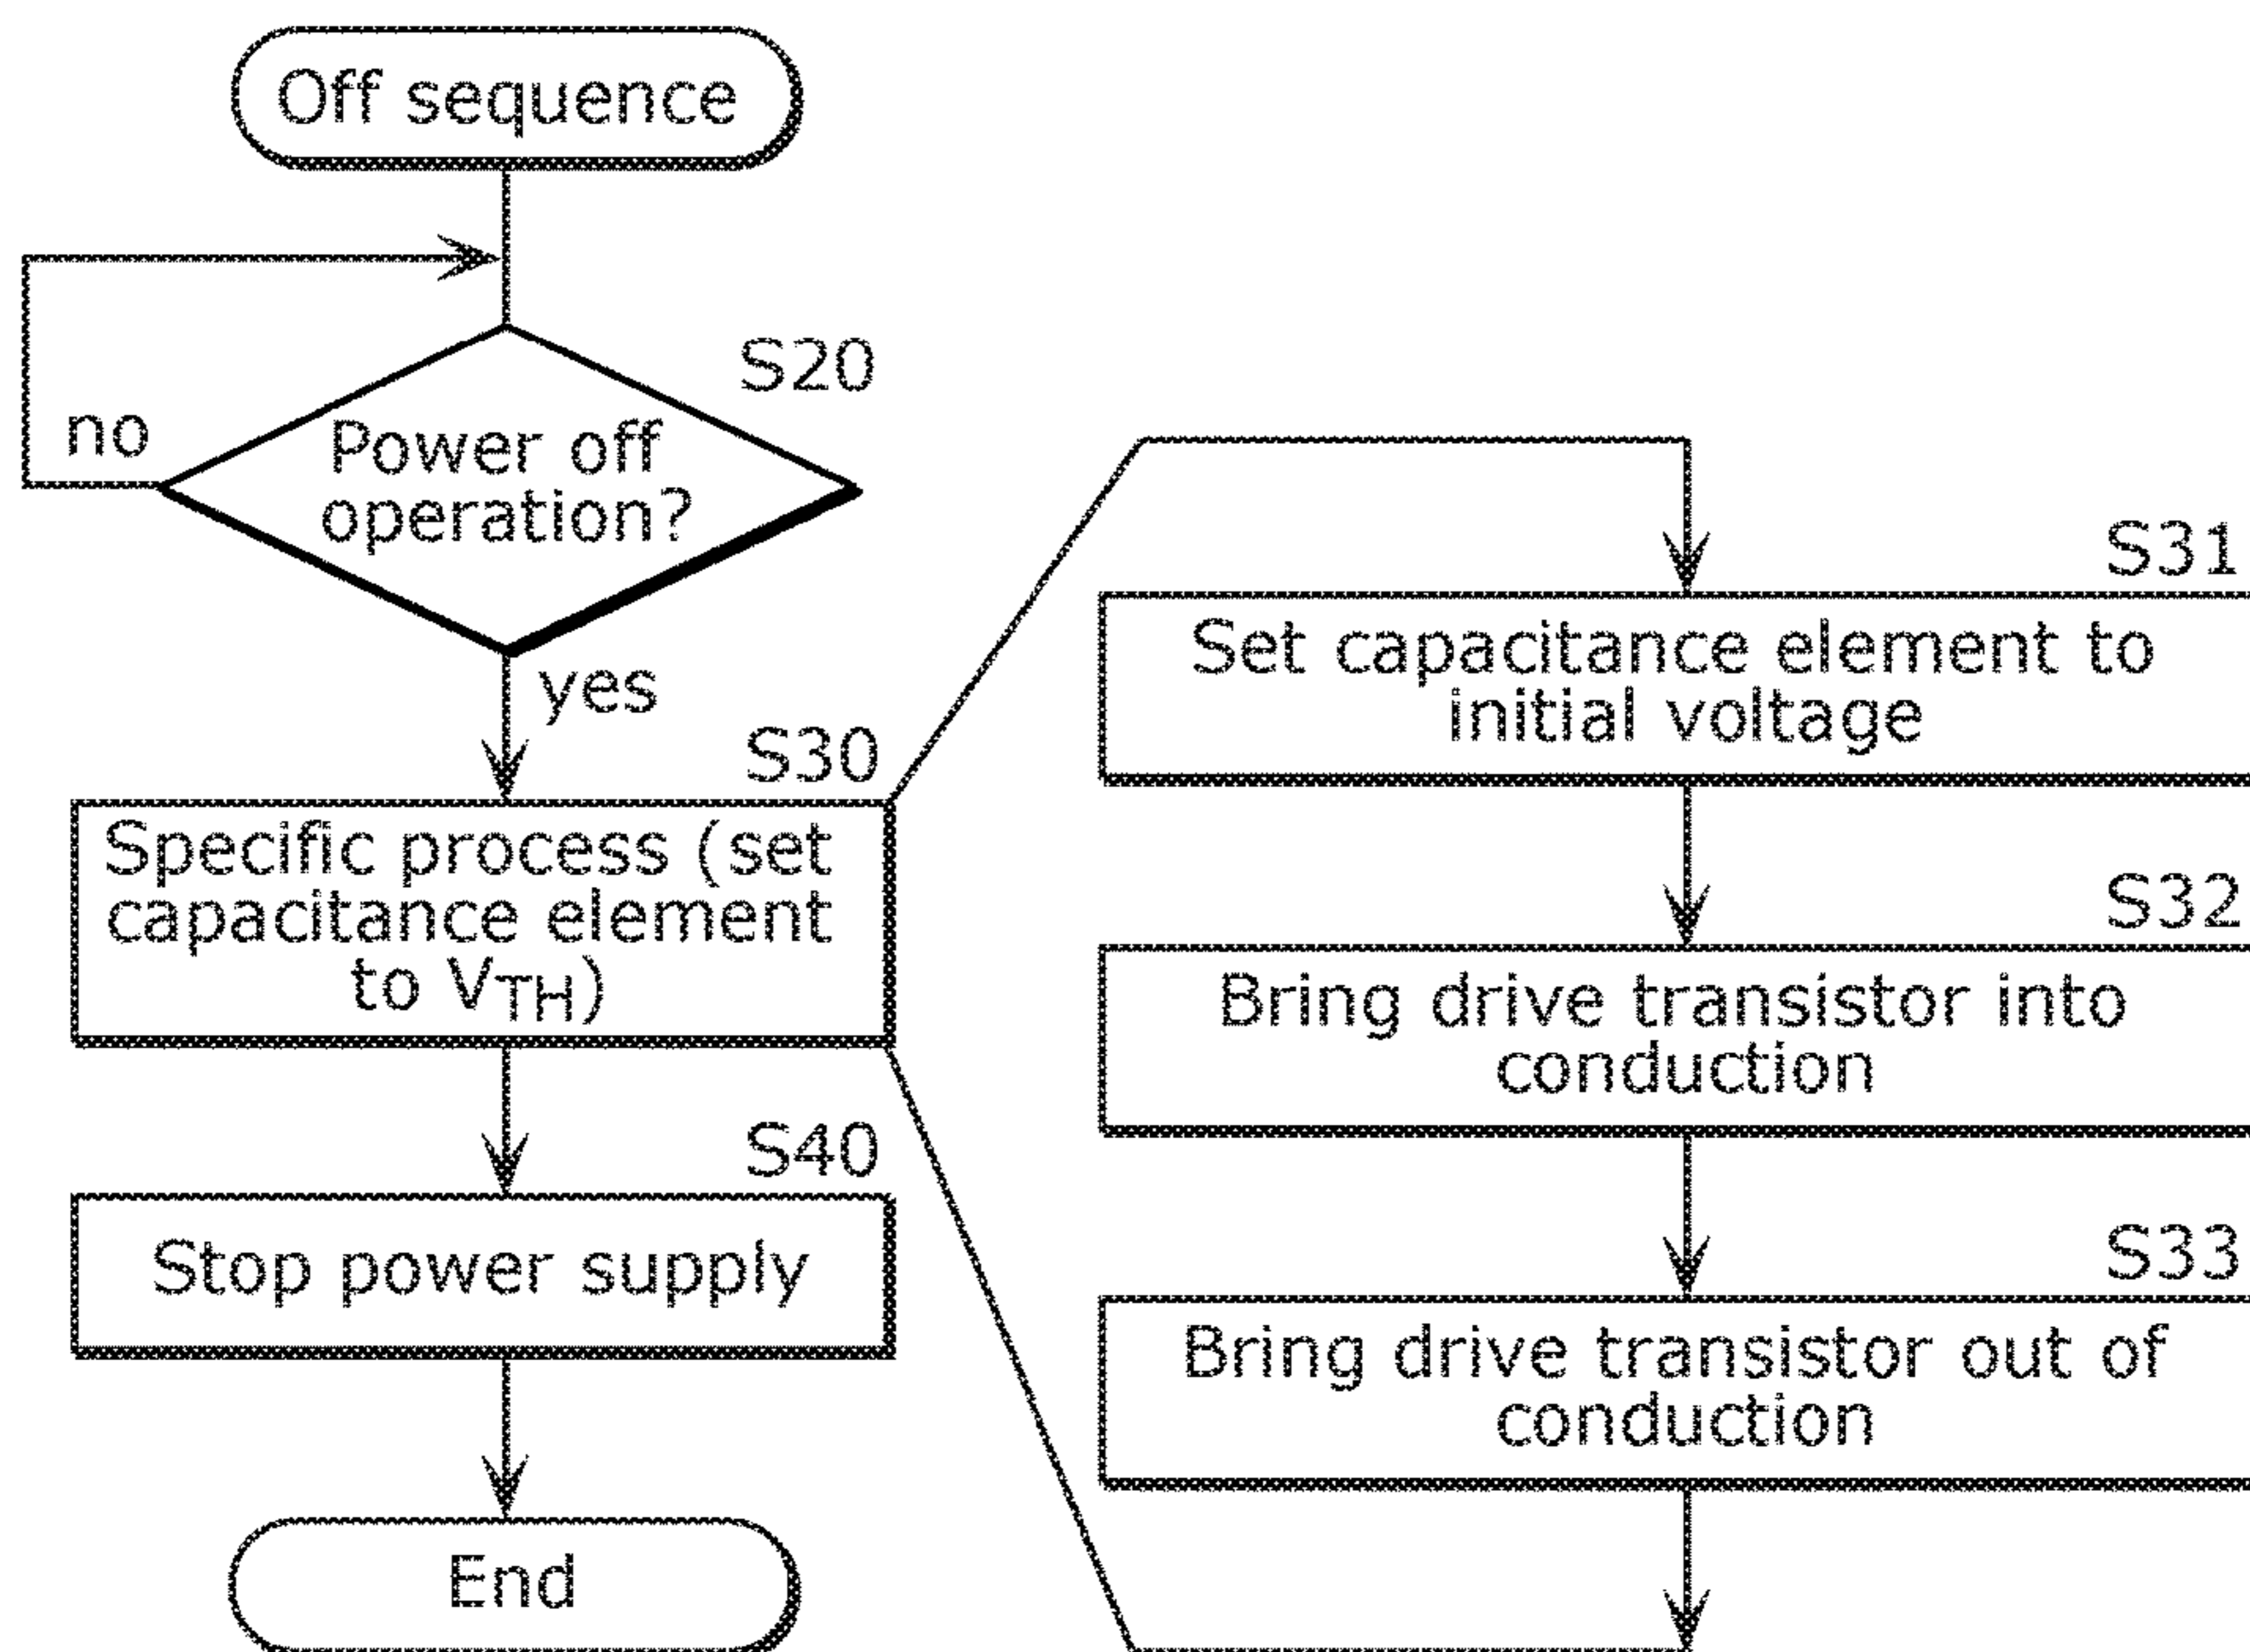 Off sequence
S20
no
Power off
operation?
yes
S30
Specific process (set
capacitance element
to VTH)
S40
Stop power supply
End
S31
Set capacitance element to
initial voltage
S32
Bring drive transistor into
conduction
S33
Bring drive transistor out of
conduction